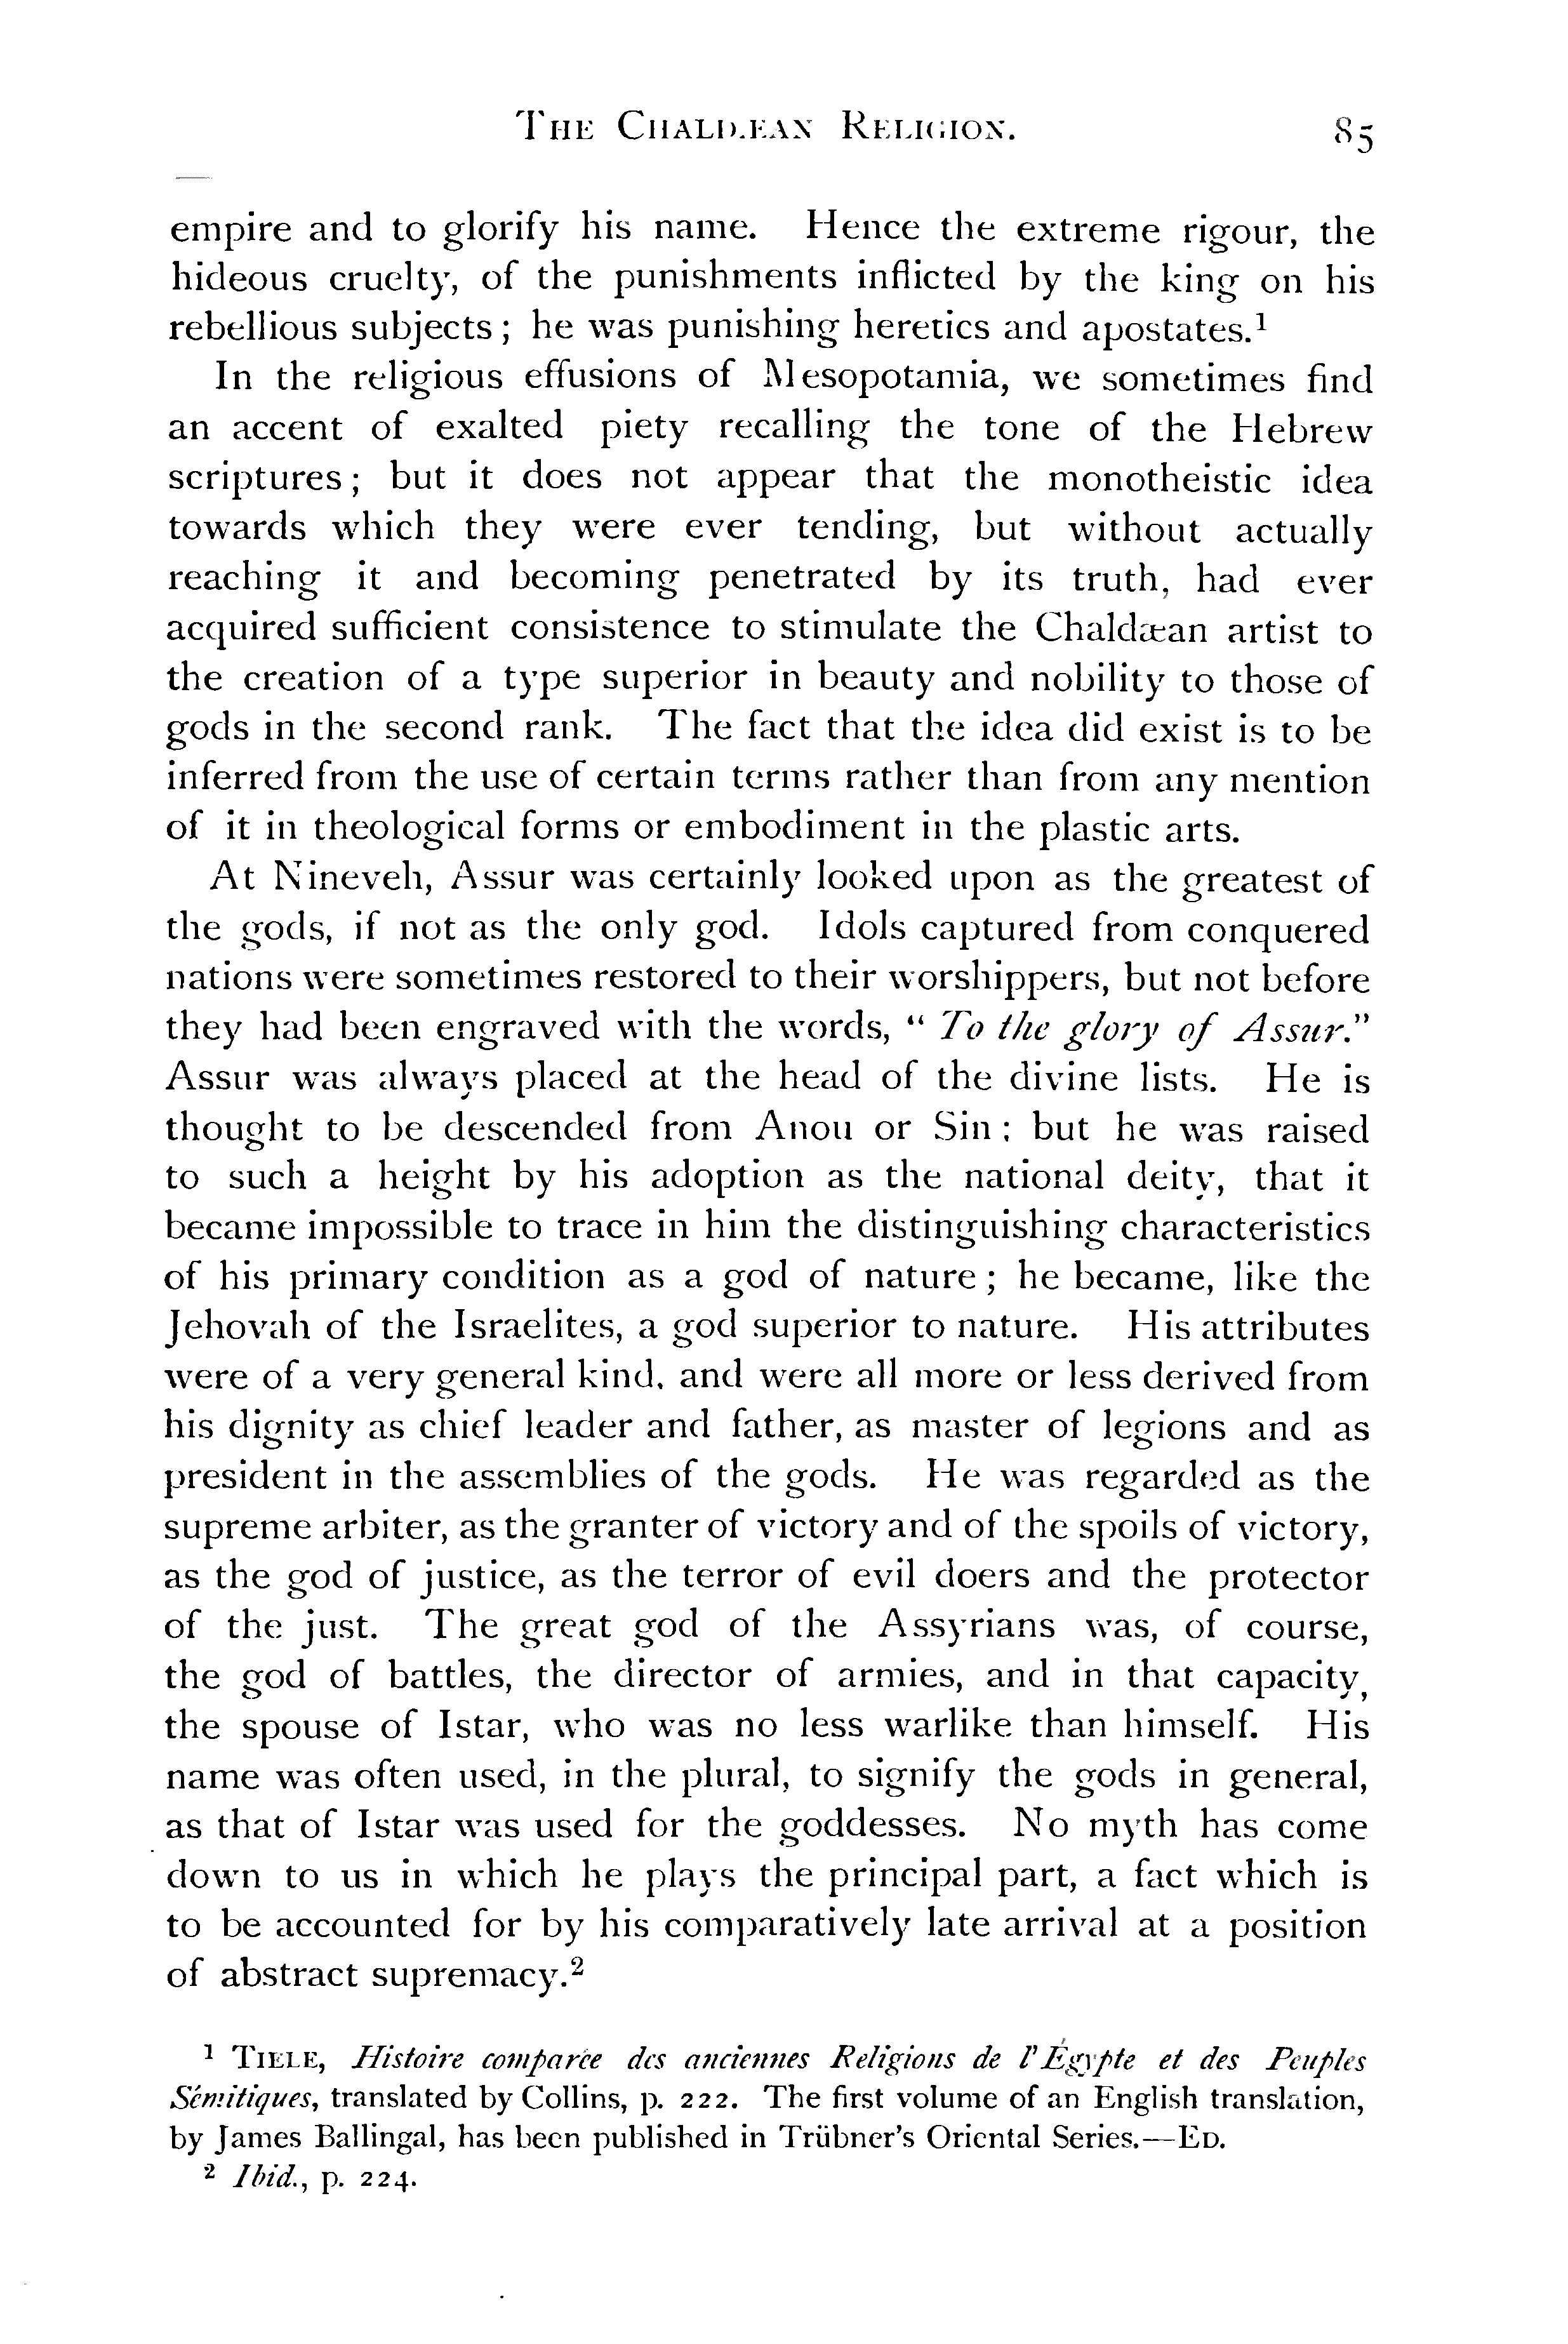 THE CHALDÆAN RELIGION. 85
empire and to glorify his name. Hence the extreme rigour, the
hideous cruelty, of the punishments inflicted by the king on his
rebellious subjects; he was punishing heretics and apostates.¹
In the religious effusions of Mesopotamia, we sometimes find
an accent of exalted piety recalling the tone of the Hebrew
scriptures; but it does not appear that the monotheistic idea
towards which they were ever tending, but without actually
reaching it and becoming penetrated by its truth, had ever
acquired sufficient consistence to stimulate the Chaldæan artist to
the creation of a type superior in beauty and nobility to those of
gods in the second rank. The fact that the idea did exist is to be
inferred from the use of certain terms rather than from any mention
of it in theological forms or embodiment in the plastic arts.
At Nineveh, Assur was certainly looked upon as the greatest of
the gods, if not as the only god. Idols captured from conquered
nations were sometimes restored to their worshippers, but not before
they had been engraved with the words, “ To the glory of Assur.”
Assur was always placed at the head of the divine lists. He is
thought to be descended from Anou or Sin; but he was raised
to such a height by his adoption as the national deity, that it
became impossible to trace in him the distinguishing characteristics
of his primary condition as a god of nature; he became, like the
Jehovah of the Israelites, a god superior to nature. His attributes
were of a very general kind, and were all more or less derived from
his dignity as chief leader and father, as master of legions and as
president in the assemblies of the gods. He was regarded as the
supreme arbiter, as the granter of victory and of the spoils of victory,
as the god of justice, as the terror of evil doers and the protector
of the just. The great god of the Assyrians was, of course,
the god of battles, the director of armies, and in that capacity,
the spouse of Istar, who was no less warlike than himself. His
name was often used, in the plural, to signify the gods in general,
as that of Istar was used for the goddesses. No myth has come
down to us in which he plays the principal part, a fact which is
to be accounted for by his comparatively late arrival at a position
of abstract supremacy.²
¹ TIELE, Histoire comparée des anciennes Religions de l'Égypte et des Peuples
Sémitiques, translated by Collins, p. 222. The first volume of an English translation,
by James Ballingal, has been published in Trübner's Oriental Series.—ED.
² Ibid., p. 224.